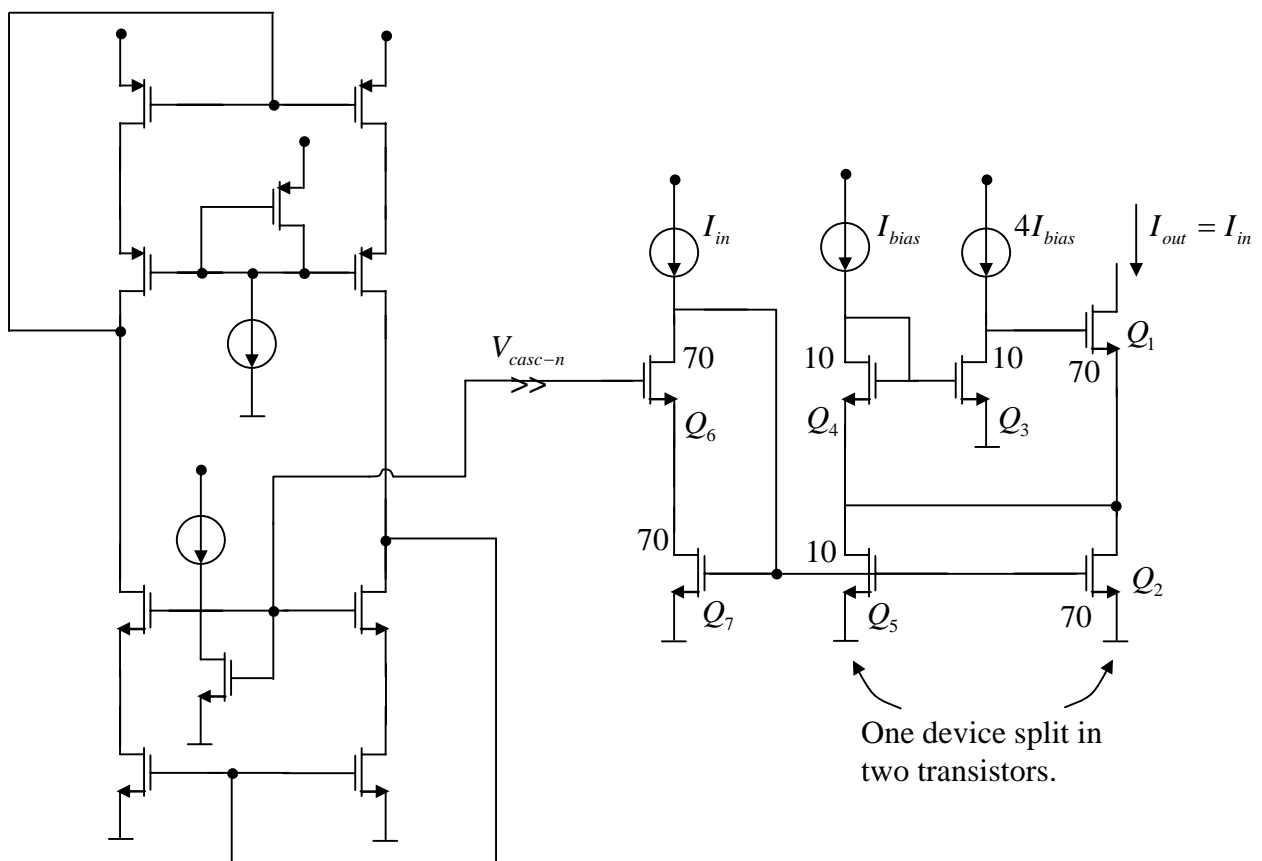 I_in
I_bias
4I_bias
I_out = I_in
V_casc−n
70
10
10
Q_1
70
Q_6
Q_4
Q_3
70
10
Q_2
Q_7
Q_5
70
One device split in
two transistors.